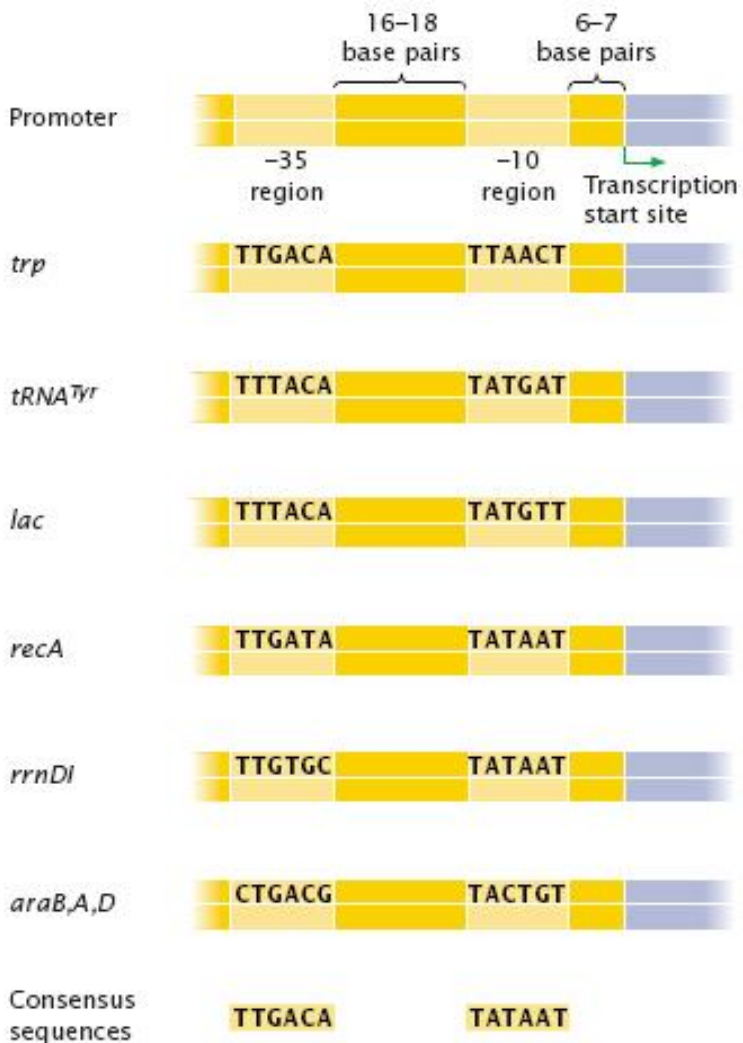 16–18
base pairs
6–7
base pairs
Promoter
–35
region
–10
region
Transcription
start site
trp
TTGACA
TTAACT
tRNATyr
TTTACA
TATGAT
lac
TTTACA
TATGTT
recA
TTGATA
TATAAT
rrnDI
TTGTGC
TATAAT
araB,A,D
CTGACG
TACTGT
Consensus
sequences
TTGACA
TATAAT